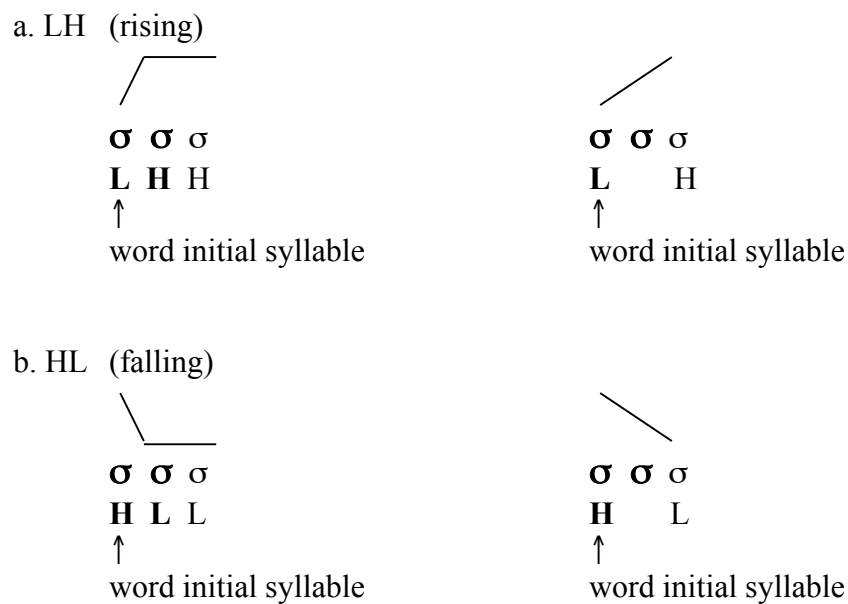 a. LH (rising)
σ σ σ σ σ σ
L H H L H
↑ ↑
word initial syllable word initial syllable
b. HL (falling)
σ σ σ σ σ σ
H L L H L
↑ ↑
word initial syllable word initial syllable